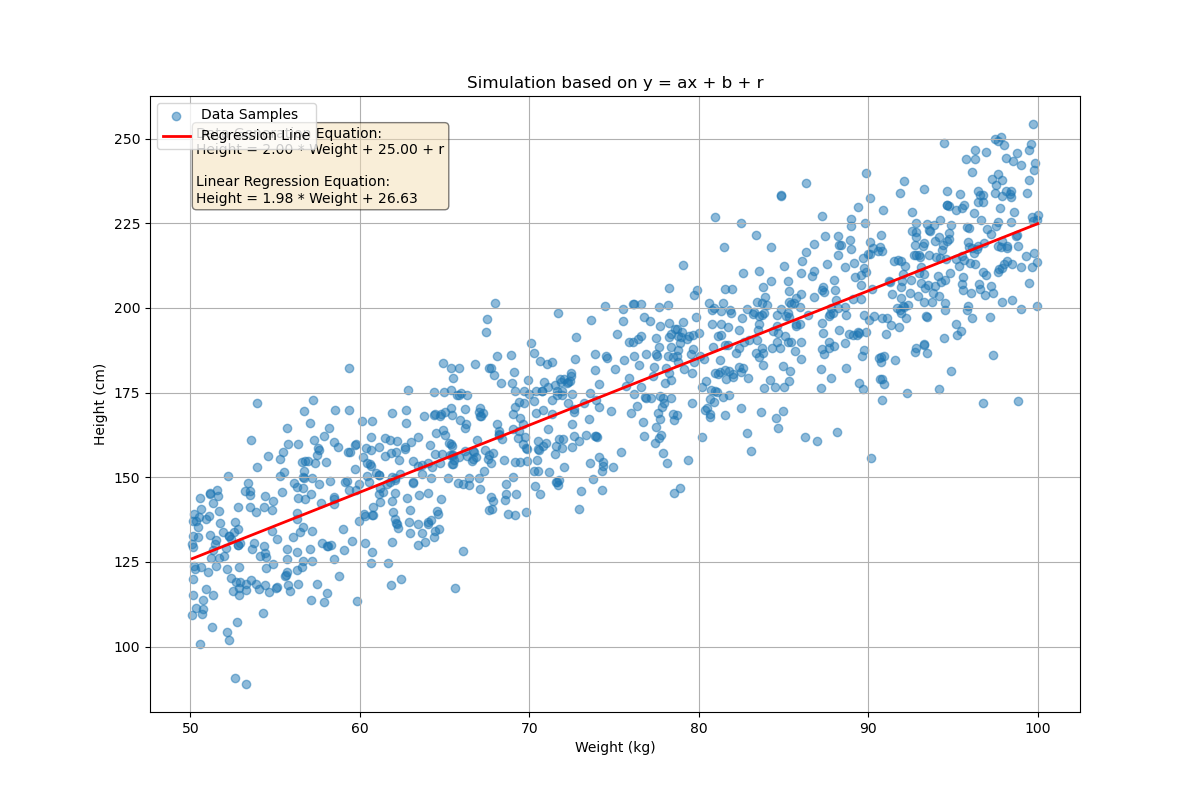 Simulation based on y = ax + b + r
Data Samples
Regression Line
Equation:
Height = 2.00 * Weight + 25.00 + r
Linear Regression Equation:
Height = 1.98 * Weight + 26.63
Height (cm)
250
225
200
175
150
125
100
50 60 70 80 90 100
Weight (kg)